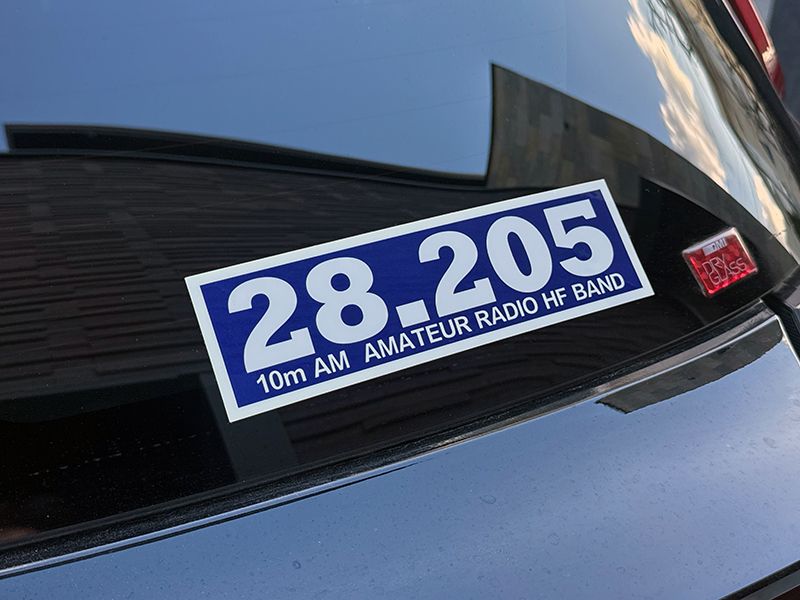 28.205
10m AM AMATEUR RADIO HF BAND
DRY
GLASS